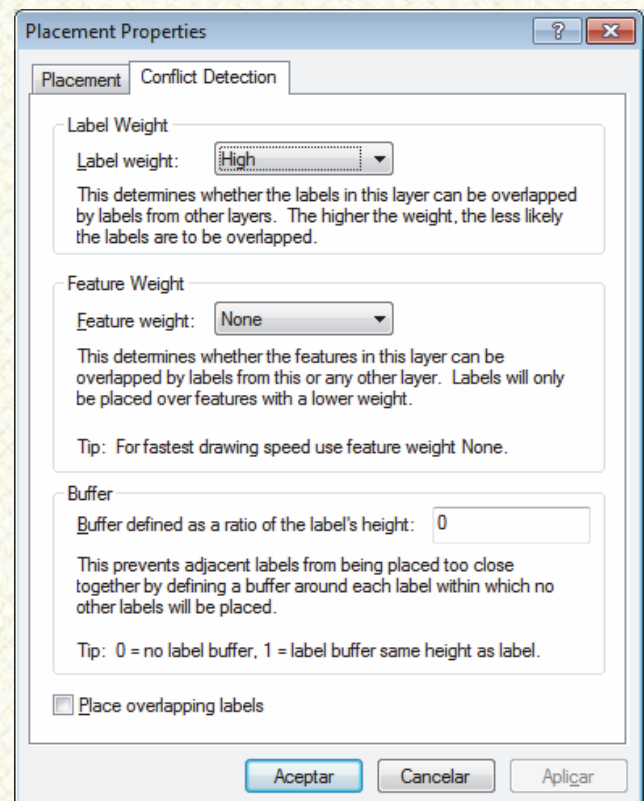 Placement Properties
Placement
Conflict Detection
Label Weight
Label weight: High
This determines whether the labels in this layer can be overlapped
by labels from other layers. The higher the weight, the less likely
the labels are to be overlapped.
Feature Weight
Feature weight: None
This determines whether the features in this layer can be
overlapped by labels from this or any other layer. Labels will only
be placed over features with a lower weight.
Tip: For fastest drawing speed use feature weight None.
Buffer
Buffer defined as a ratio of the label's height: 0
This prevents adjacent labels from being placed too close
together by defining a buffer around each label within which no
other labels will be placed.
Tip: 0 = no label buffer, 1 = label buffer same height as label.
Place overlapping labels
Aceptar Cancelar Aplicar